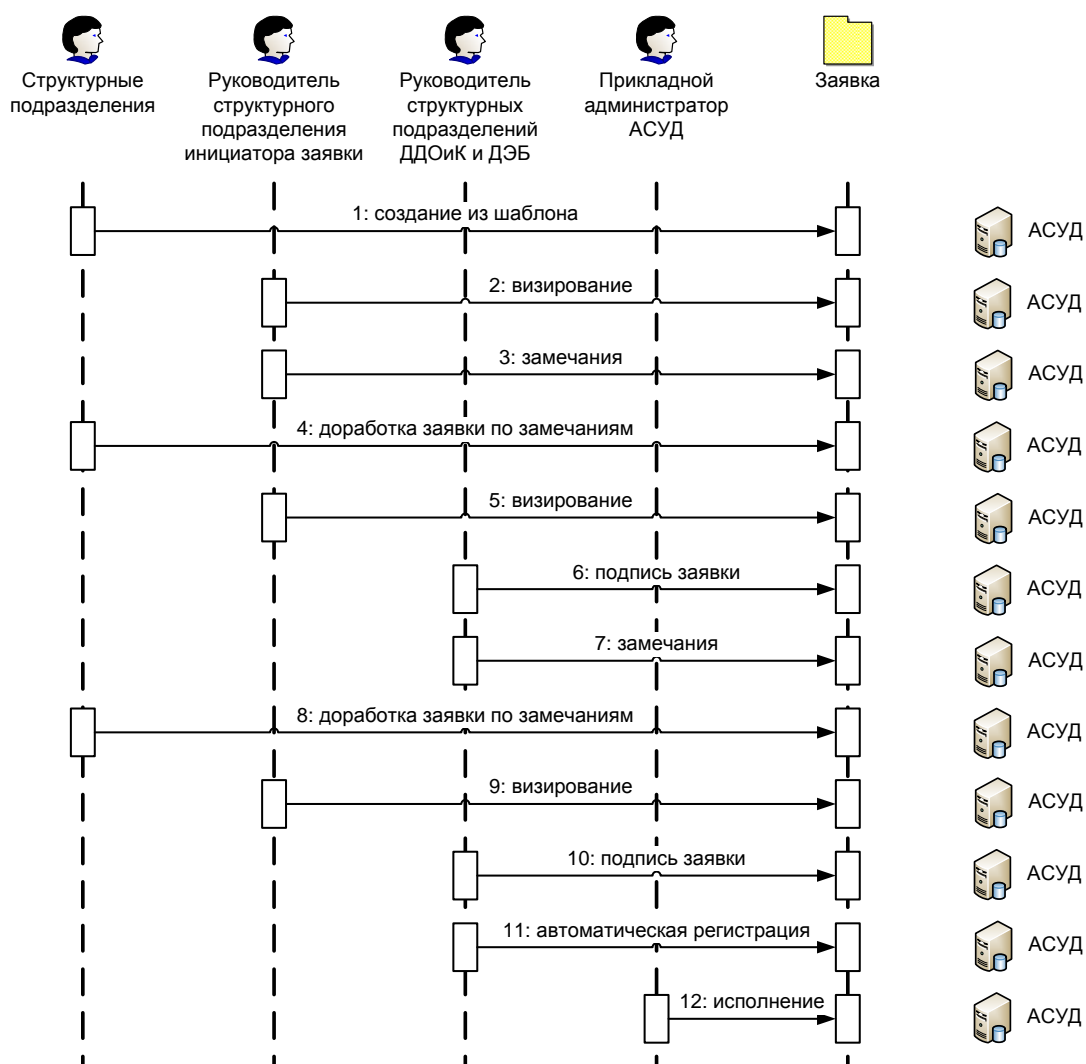 Структурные
подразделения
Руководитель
структурного
подразделения
инициатора заявки
Руководитель
структурных
подразделений
ДДОиК и ДЭБ
Прикладной
администратор
АСУД
Заявка
1: создание из шаблона
АСУД
2: визирование
АСУД
3: замечания
АСУД
4: доработка заявки по замечаниям
АСУД
5: визирование
АСУД
6: подпись заявки
АСУД
7: замечания
АСУД
8: доработка заявки по замечаниям
АСУД
9: визирование
АСУД
10: подпись заявки
АСУД
11: автоматическая регистрация
АСУД
12: исполнение
АСУД